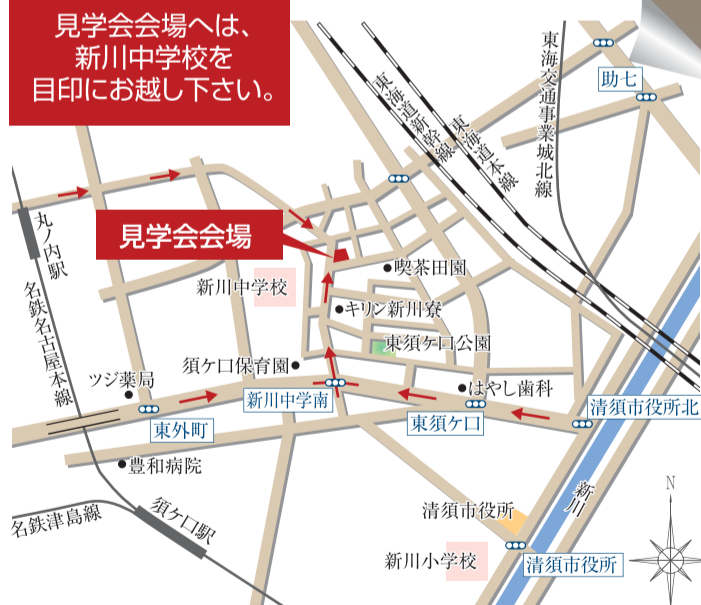 見学会会場へは、
新川中学校を
目印にお越し下さい。
東海交通事業城北線
助七
東海道新幹線
東海道本線
丸ノ内駅
名鉄名古屋本線
見学会会場
喫茶田園
新川中学校
キリン新川寮
東須ケ口公園
須ケ口保育園
ツジ薬局
はやし歯科
新川中学南
清須市役所北
東外町
東須ケ口
豊和病院
新川
N
須ケ口駅
名鉄津島線
清須市役所
新川小学校
清須市役所